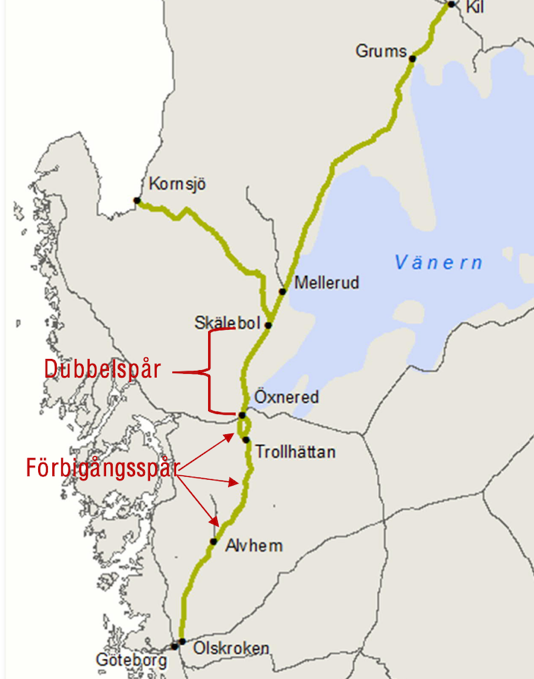 Kil
Grums
Kornsjö
Vänern
Mellerud
Skälebol
Dubbelspår
Öxnered
Trollhättan
Förbigångsspår
Alvhem
Olskroken
Göteborg